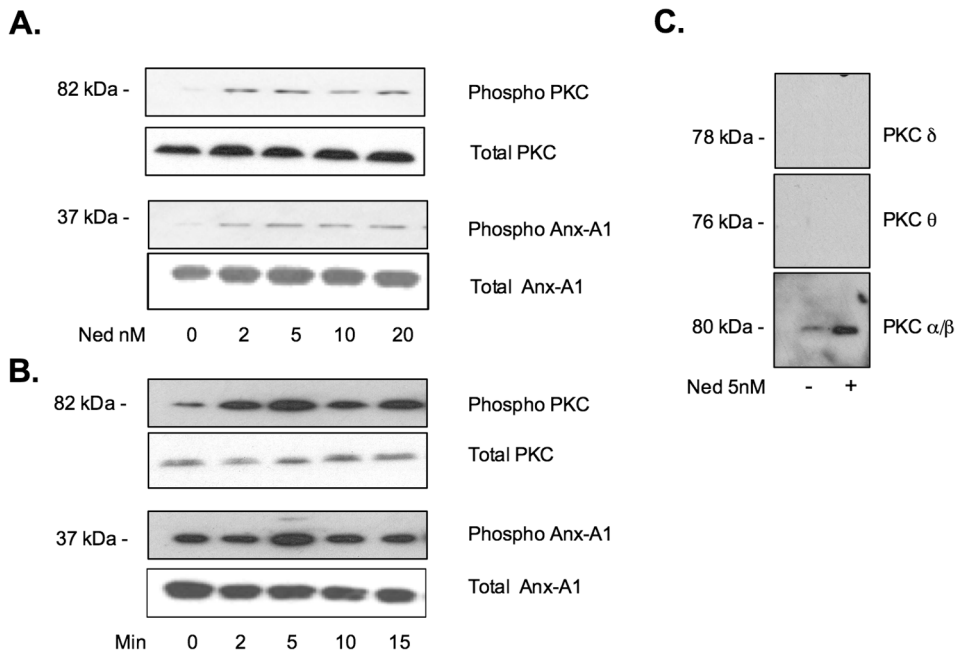 A.
82 kDa - Phospho PKC
Total PKC
37 kDa - Phospho Anx-A1
Total Anx-A1
Ned nM 0 2 5 10 20
B.
82 kDa - Phospho PKC
Total PKC
37 kDa - Phospho Anx-A1
Total Anx-A1
Min 0 2 5 10 15
C.
78 kDa - PKC δ
76 kDa - PKC θ
80 kDa - PKC α/β
Ned 5nM - +